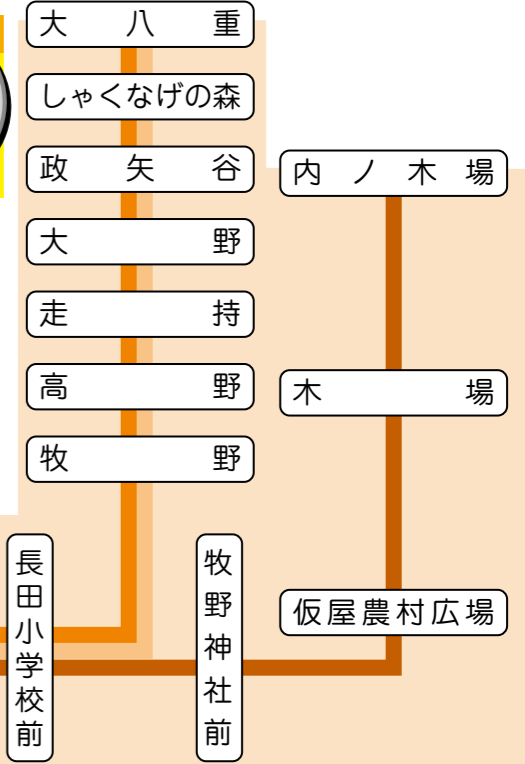 大八重
しゃくなげの森
政矢谷
大野
走持
高野
牧野
内ノ木場
木場
仮屋農村広場
長田小学校前
牧野神社前